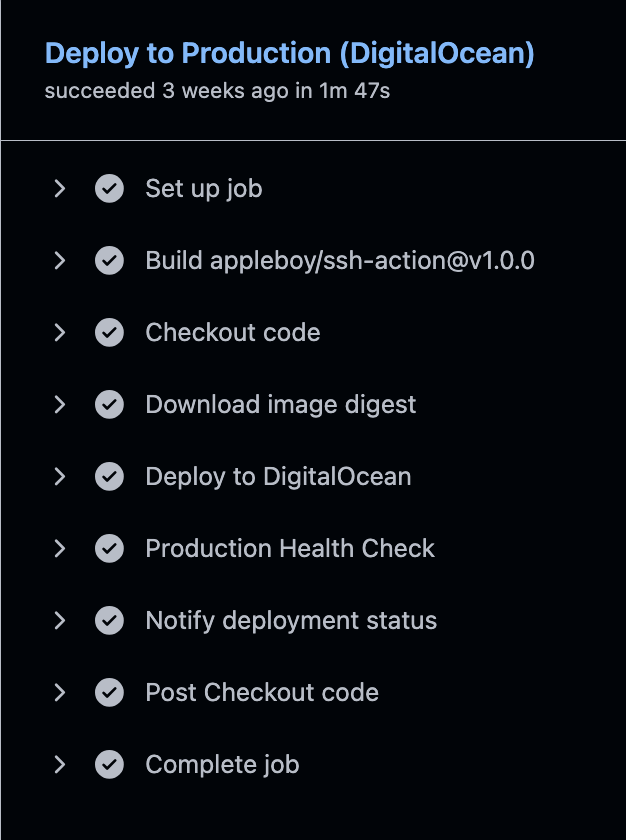 Deploy to Production (DigitalOcean)
succeeded 3 weeks ago in 1m 47s
Set up job
Build appleboy/ssh-action@v1.0.0
Checkout code
Download image digest
Deploy to DigitalOcean
Production Health Check
Notify deployment status
Post Checkout code
Complete job